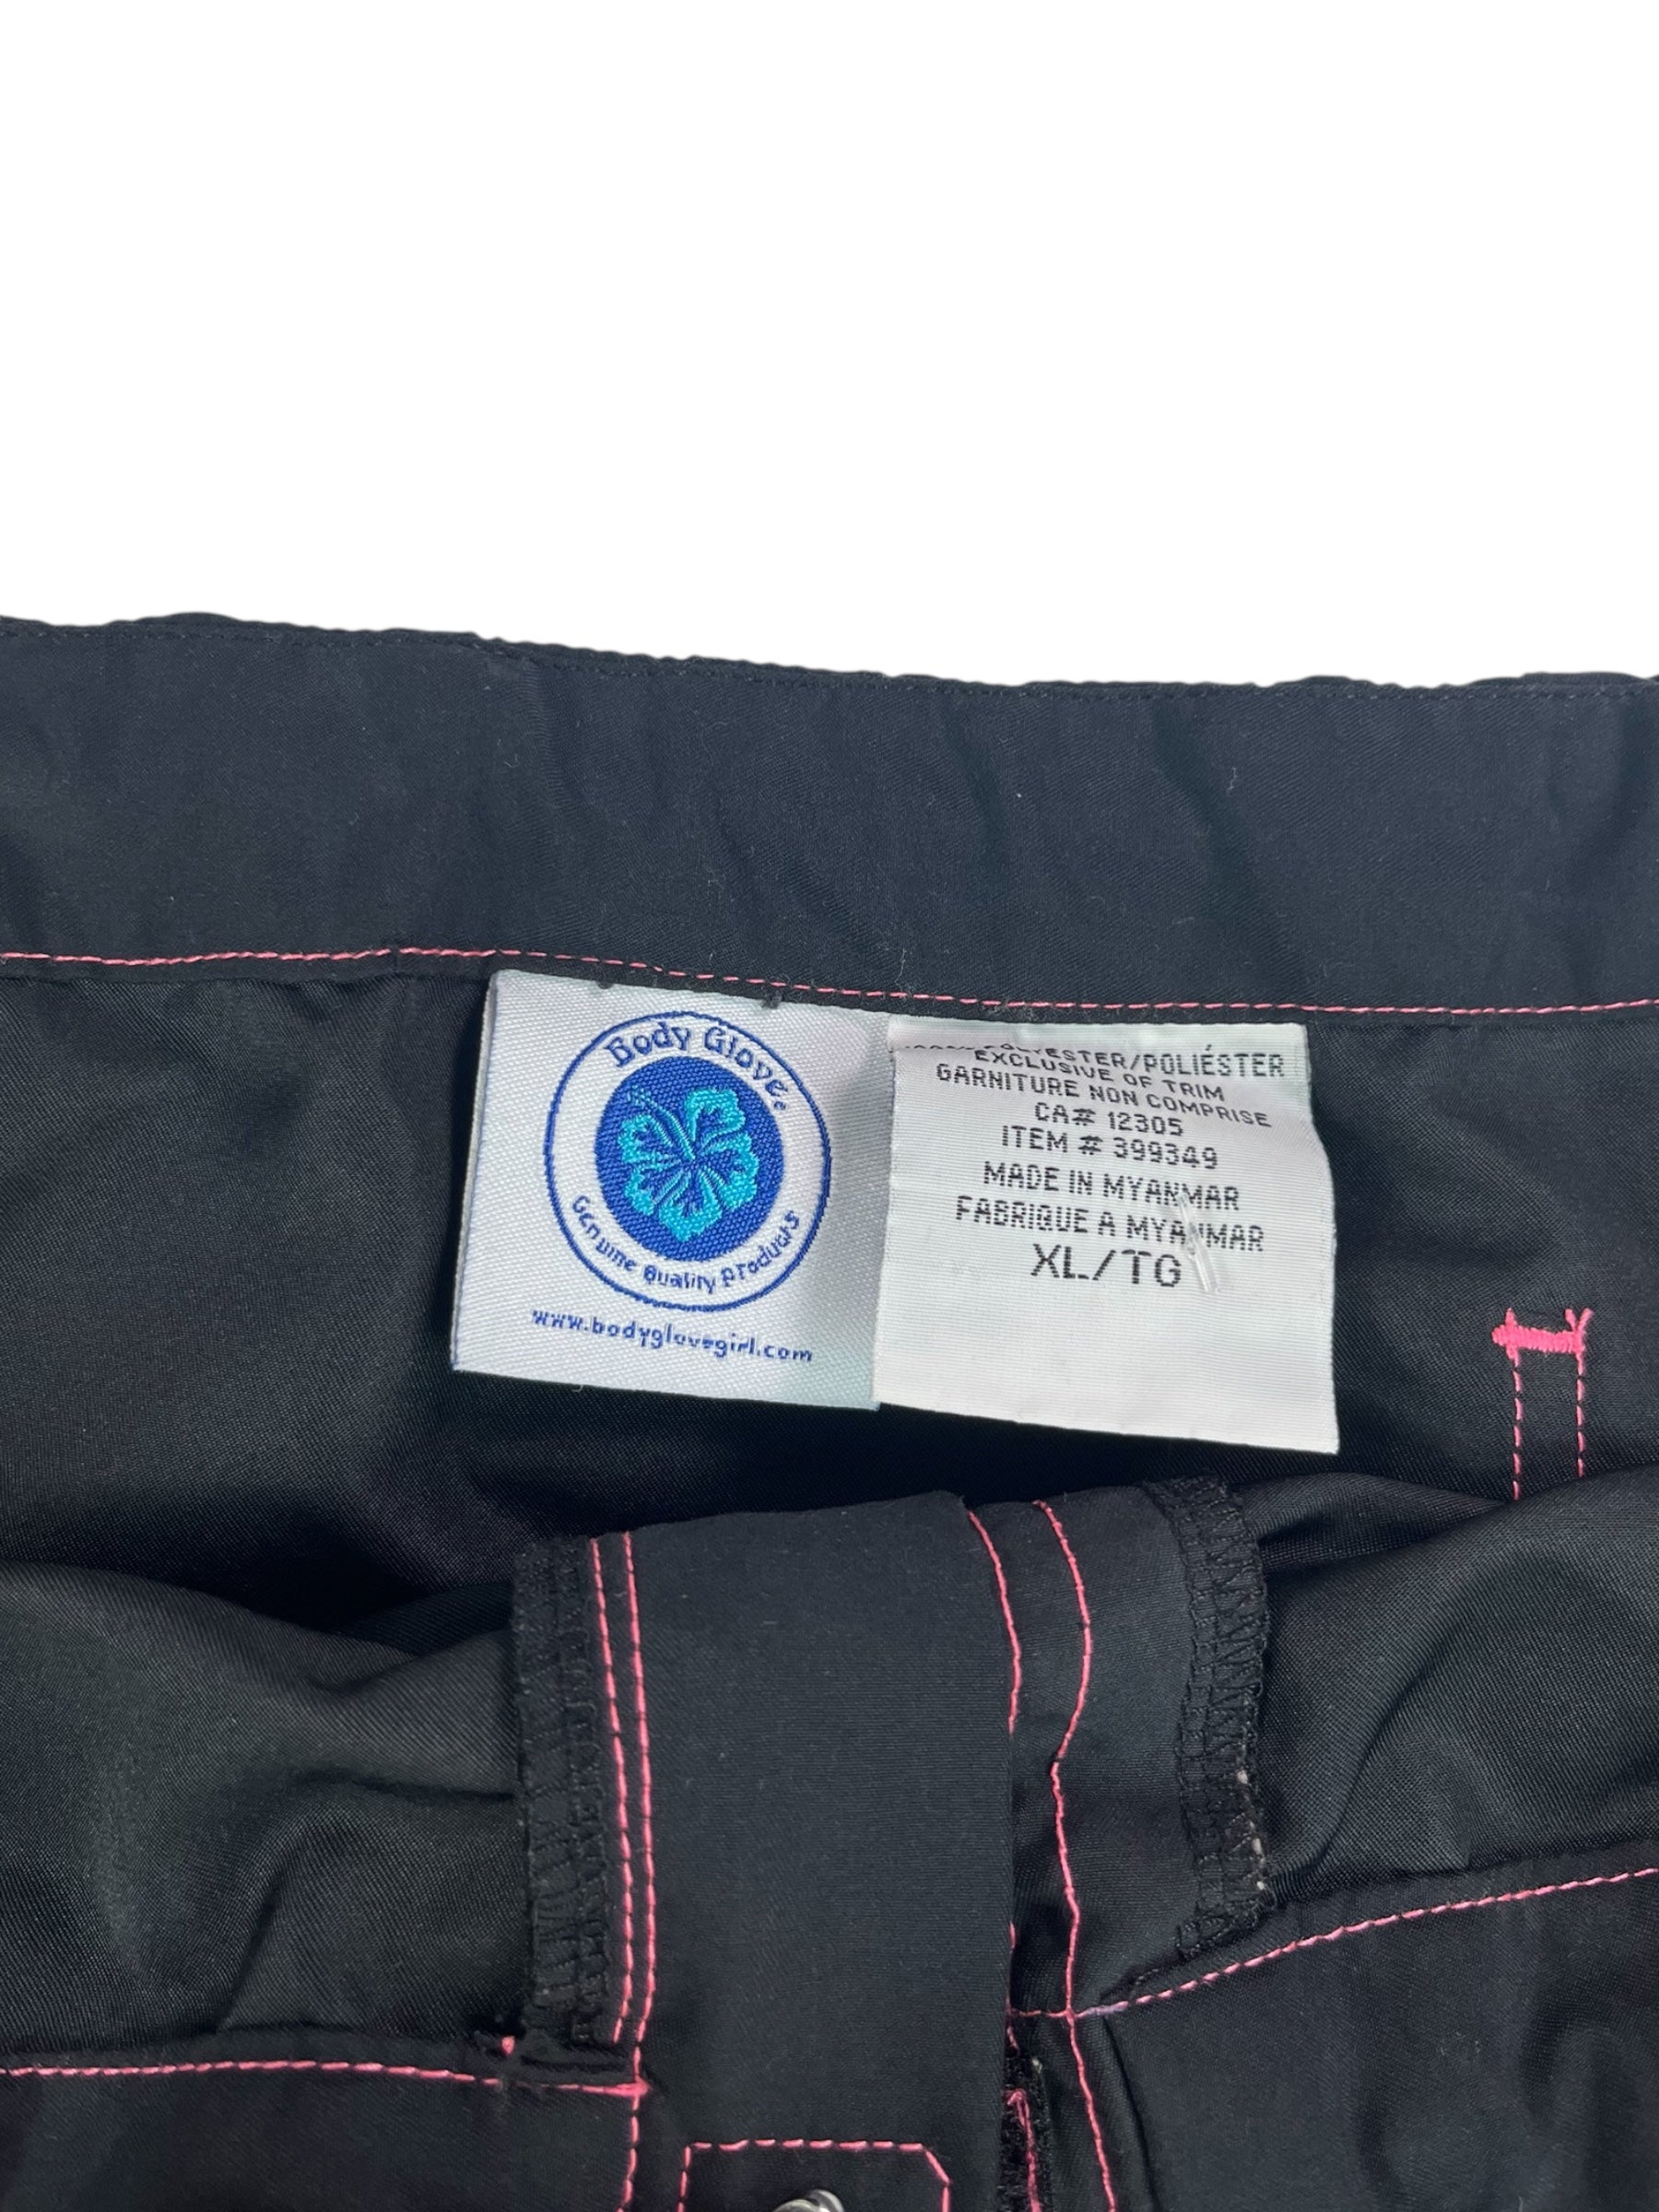 Body Glove.
Genuine Quality Products
www.bodyglovegirl.com
POLYESTER/POLIÉSTER
EXCLUSIVE OF TRIM
GARNITURE NON COMPRISE
CA# 12305
ITEM # 399349
MADE IN MYANMAR
FABRIQUE A MYANMAR
XL/TG